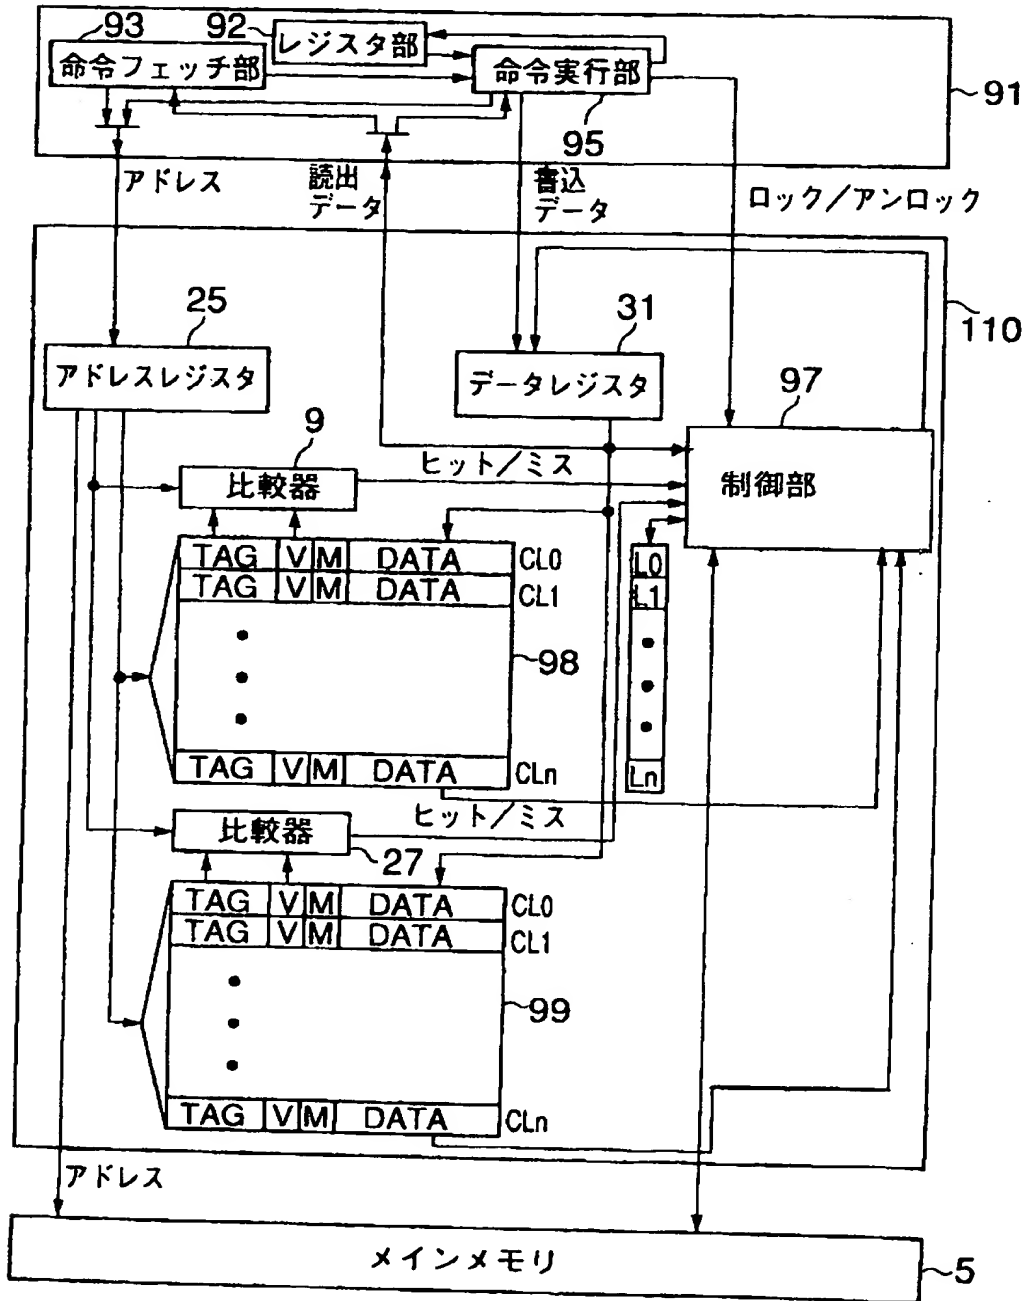 93
92
レジスタ部
命令フェッチ部
命令実行部
91
95
アドレス
読出
データ
書込
データ
ロック/アンロック
25
31
110
アドレスレジスタ
データレジスタ
97
9
ヒット/ミス
比較器
制御部
TAG V M DATA CL0
L0
TAG V M DATA CL1
L1
98
TAG V M DATA CLn
Ln
ヒット/ミス
比較器
27
TAG V M DATA CL0
TAG V M DATA CL1
99
TAG V M DATA CLn
アドレス
メインメモリ
5